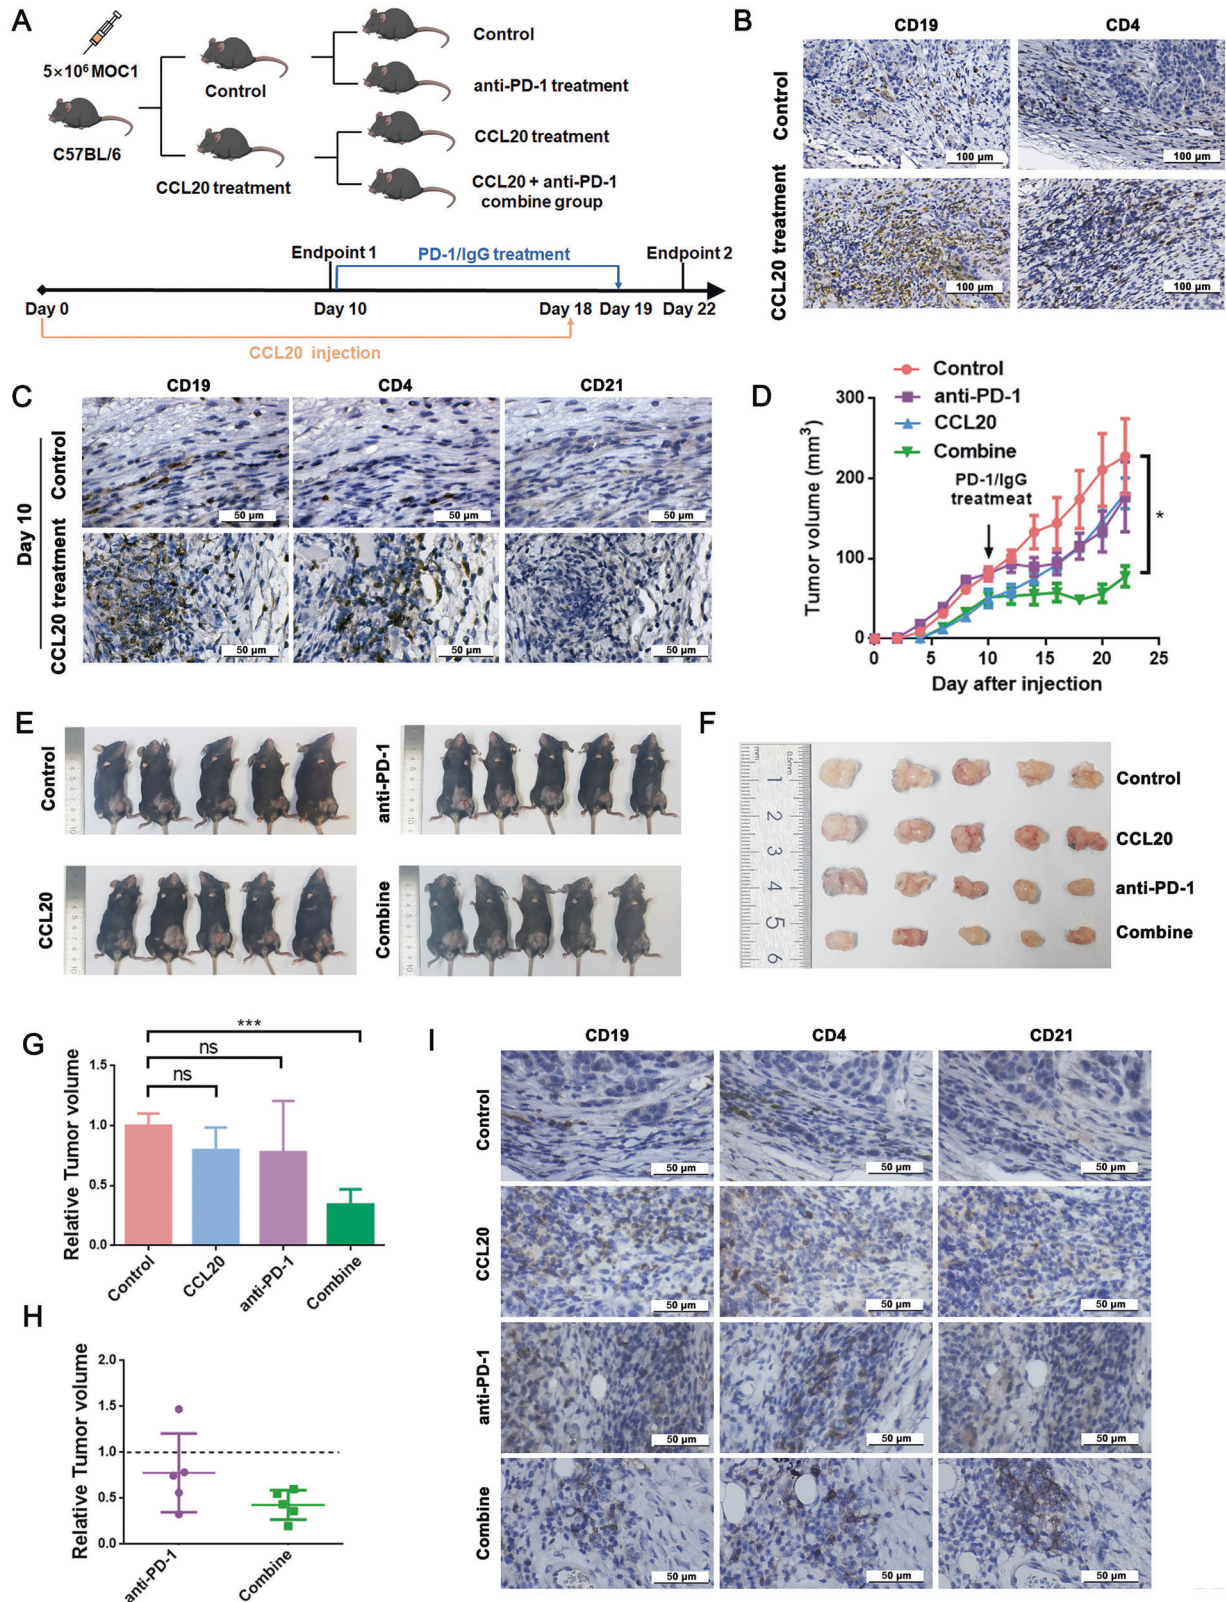 A
5×10⁶ MOC1
C57BL/6
Control
CCL20 treatment
Control
anti-PD-1 treatment
CCL20 treatment
CCL20 + anti-PD-1
combine group
Endpoint 1
PD-1/IgG treatment
Endpoint 2
Day 0
Day 10
Day 18
Day 19
Day 22
CCL20 injection
B
CD19
CD4
Control
100 µm
100 µm
CCL20 treatment
100 µm
100 µm
C
CD19
CD4
CD21
Day 10
Control
50 µm
50 µm
50 µm
CCL20 treatment
50 µm
50 µm
50 µm
D
Control
anti-PD-1
CCL20
Combine
PD-1/IgG
treatmeat
Tumor volume (mm³)
300
200
100
0
*
0
5
10
15
20
25
Day after injection
E
Control
anti-PD-1
CCL20
Combine
F
mm
0.5mm
1
2
3
4
5
6
Control
CCL20
anti-PD-1
Combine
G
***
ns
ns
Relative Tumor volume
1.5
1.0
0.5
0.0
Control
CCL20
anti-PD-1
Combine
H
Relative Tumor volume
2.0
1.5
1.0
0.5
0.0
anti-PD-1
Combine
I
CD19
CD4
CD21
Control
50 µm
50 µm
50 µm
CCL20
50 µm
50 µm
50 µm
anti-PD-1
50 µm
50 µm
50 µm
Combine
50 µm
50 µm
50 µm